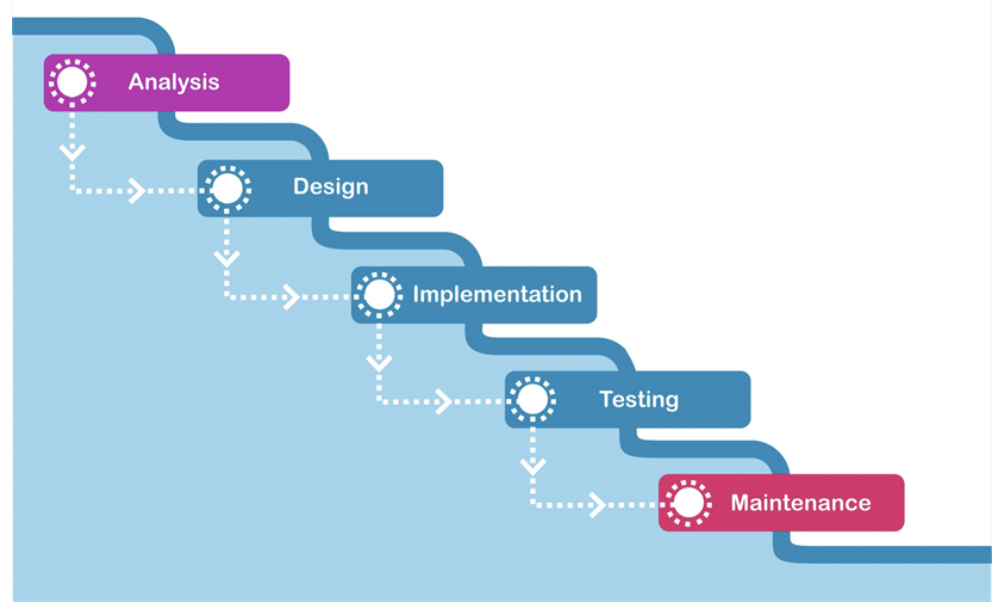 Analysis
Design
Implementation
Testing
Maintenance